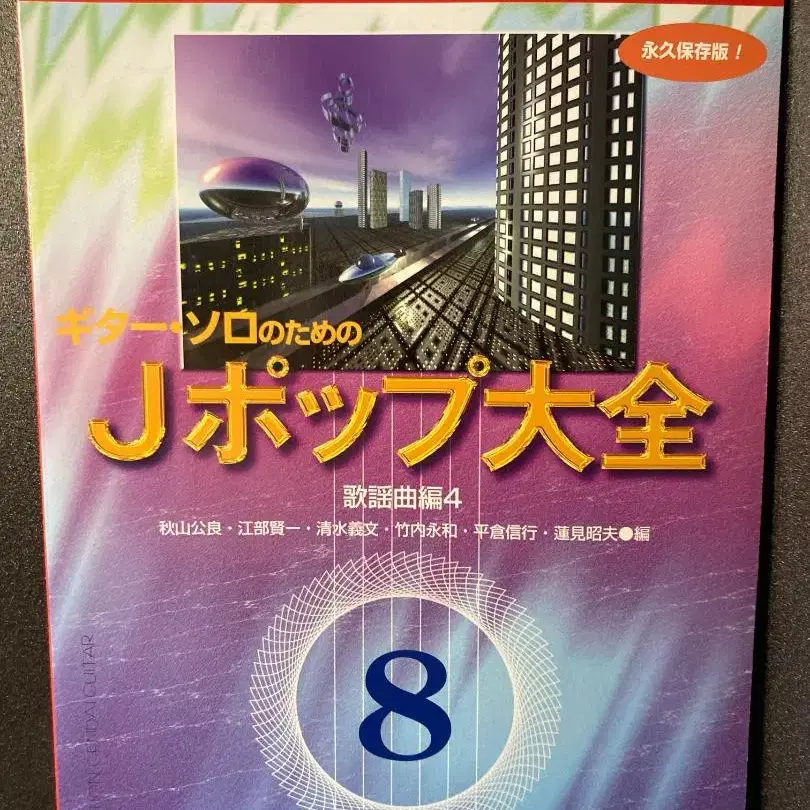 永久保存版!
ギター・ソロのための
Jポップ大全
歌謡曲編4
秋山公良・江部賢一・清水義文・竹内永和・平倉信行・蓮見昭夫●編
8
GENDAI GUITAR